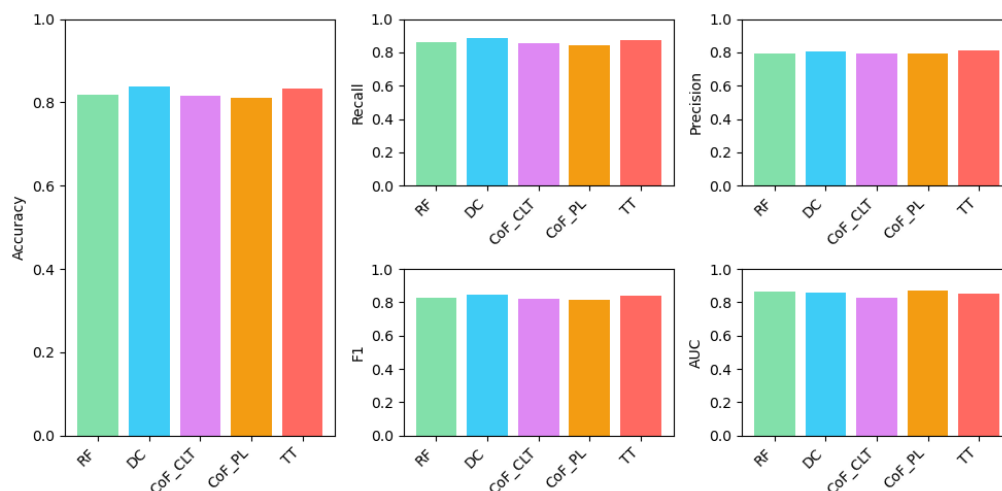 Accuracy
1.0
0.8
0.6
0.4
0.2
0.0
RF
DC
CoF_CLT
CoF_PL
TT
Recall
1.0
0.8
0.6
0.4
0.2
0.0
RF
DC
CoF_CLT
CoF_PL
TT
Precision
1.0
0.8
0.6
0.4
0.2
0.0
RF
DC
CoF_CLT
CoF_PL
TT
F1
1.0
0.8
0.6
0.4
0.2
0.0
RF
DC
CoF_CLT
CoF_PL
TT
AUC
1.0
0.8
0.6
0.4
0.2
0.0
RF
DC
CoF_CLT
CoF_PL
TT